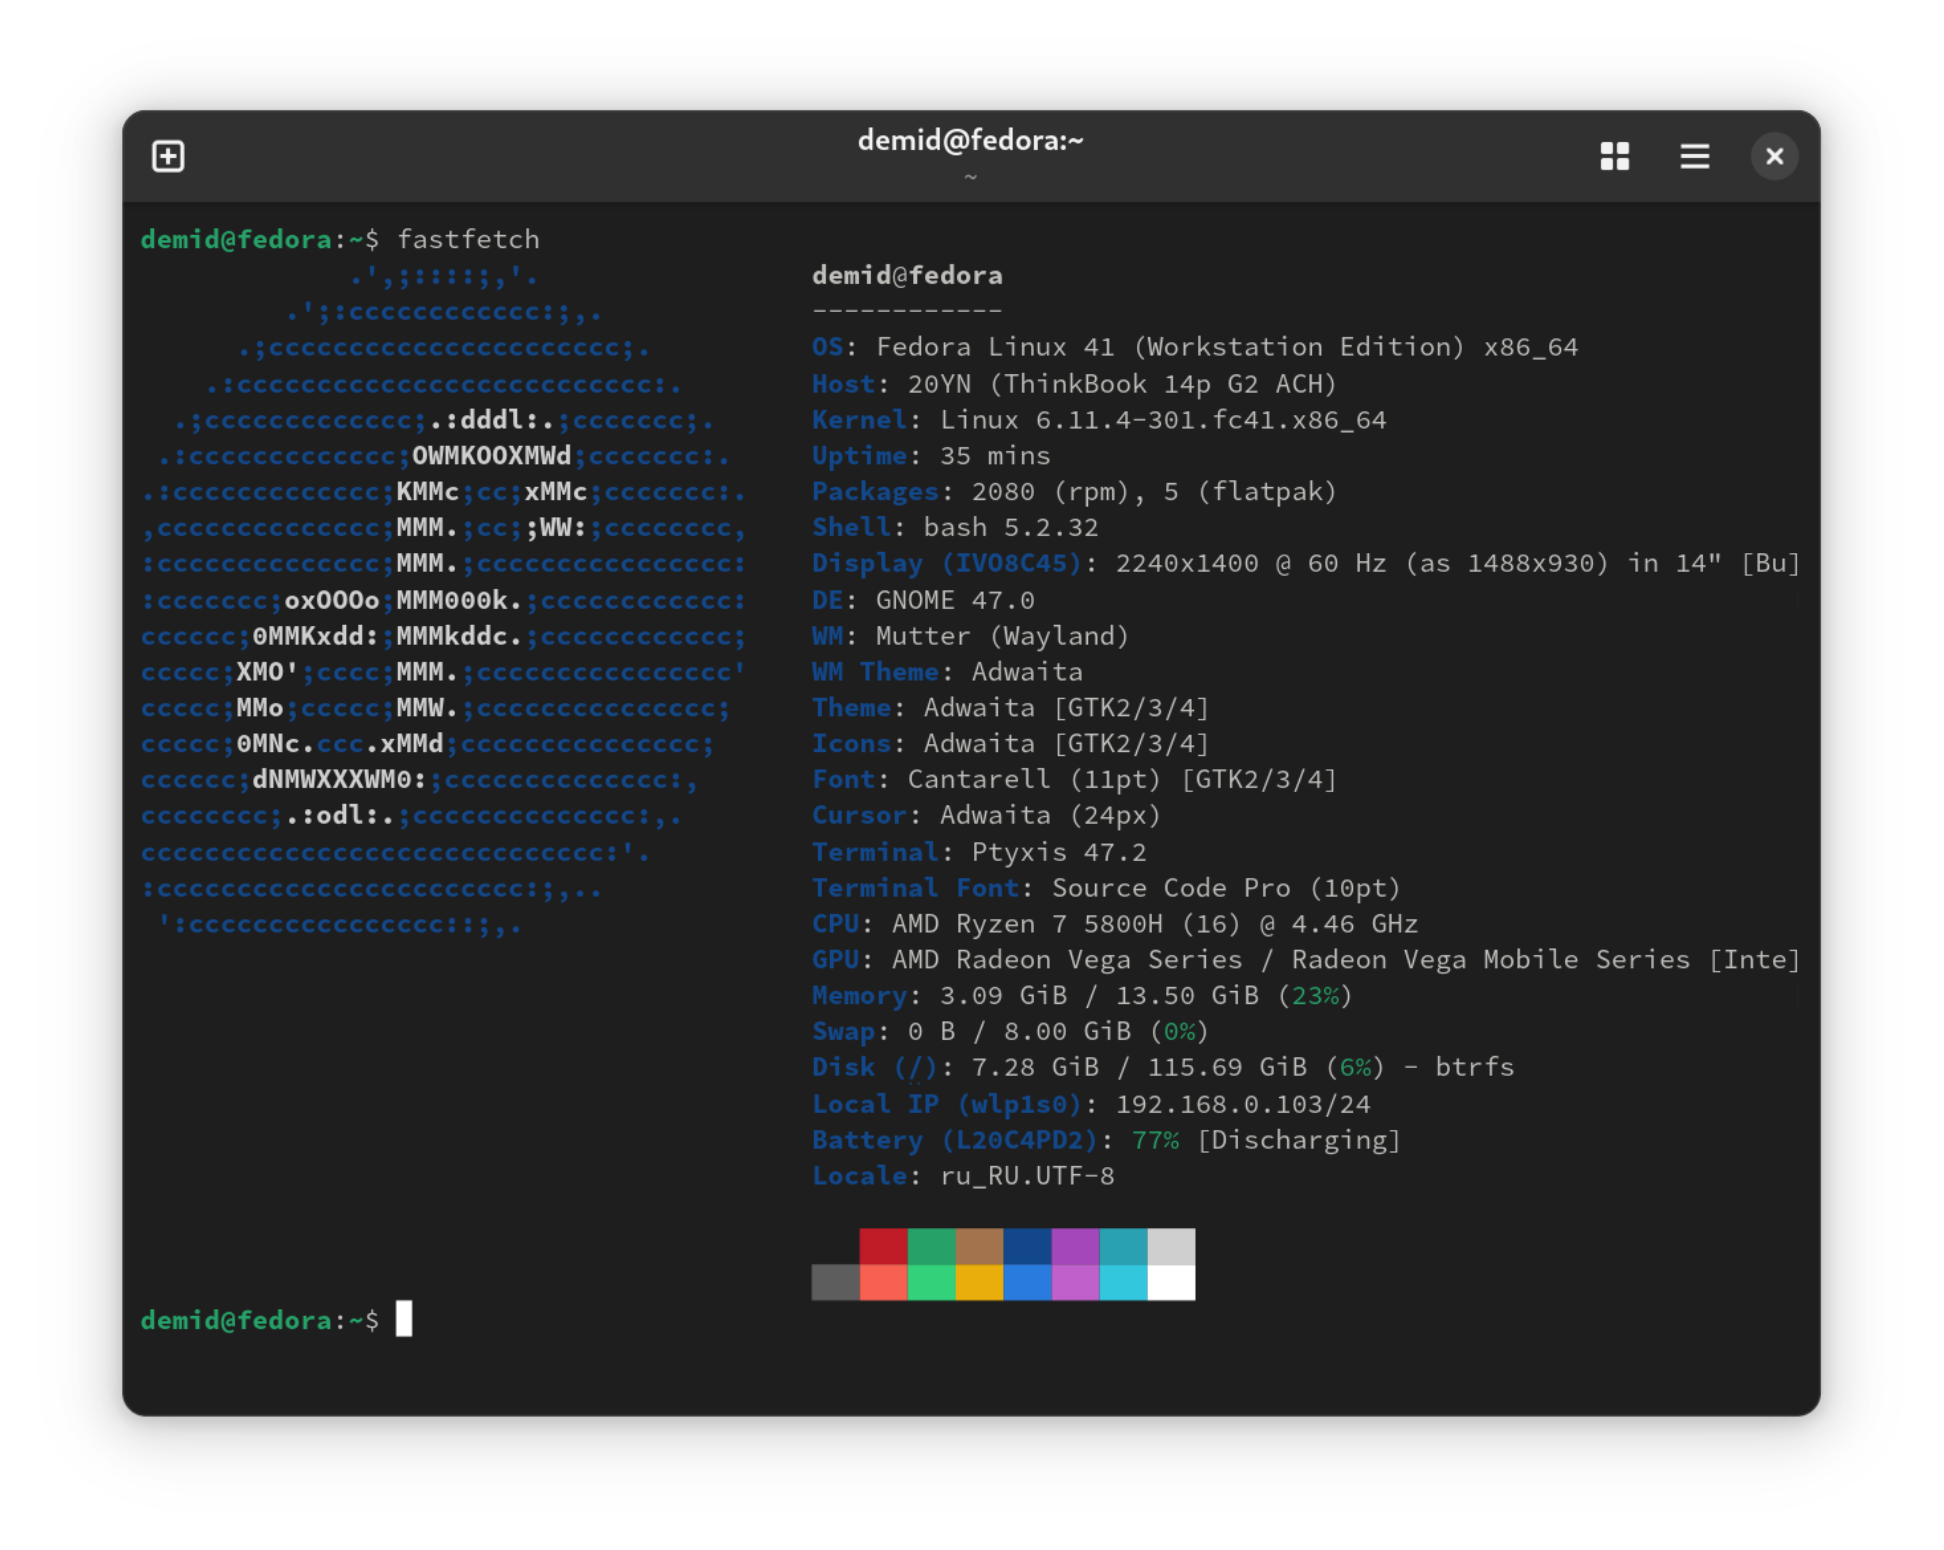 demid@fedora:~
~
demid@fedora:~$ fastfetch
             .',;::::;,'.
         .';:cccccccccccc:;,.
      .;cccccccccccccccccccccc;.
    .:cccccccccccccccccccccccccc:.
  .;ccccccccccccc;.:dddl:.;ccccccc;.
 .:ccccccccccccc;OWMKOOXMWd;ccccccc:.
.:ccccccccccccc;KMMc;cc;xMMc;ccccccc:.
,cccccccccccccc;MMM.;cc;;WW:;cccccccc,
:cccccccccccccc;MMM.;cccccccccccccccc:
:ccccccc;oxOOOo;MMM000k.;cccccccccccc:
cccccc;0MMKxdd:;MMMkddc.;cccccccccccc;
ccccc;XMO';cccc;MMM.;cccccccccccccccc'
ccccc;MMo;ccccc;MMW.;ccccccccccccccc;
ccccc;0MNc.ccc.xMMd;ccccccccccccccc;
cccccc;dNMWXXXWM0:;cccccccccccccc:,
cccccccc;.:odl:.;cccccccccccccc:,.
ccccccccccccccccccccccccccccc:'.
:ccccccccccccccccccccccc:;,..
 ':cccccccccccccccc::;,.
demid@fedora
------------
OS: Fedora Linux 41 (Workstation Edition) x86_64
Host: 20YN (ThinkBook 14p G2 ACH)
Kernel: Linux 6.11.4-301.fc41.x86_64
Uptime: 35 mins
Packages: 2080 (rpm), 5 (flatpak)
Shell: bash 5.2.32
Display (IVO8C45): 2240x1400 @ 60 Hz (as 1488x930) in 14" [Bu]
DE: GNOME 47.0
WM: Mutter (Wayland)
WM Theme: Adwaita
Theme: Adwaita [GTK2/3/4]
Icons: Adwaita [GTK2/3/4]
Font: Cantarell (11pt) [GTK2/3/4]
Cursor: Adwaita (24px)
Terminal: Ptyxis 47.2
Terminal Font: Source Code Pro (10pt)
CPU: AMD Ryzen 7 5800H (16) @ 4.46 GHz
GPU: AMD Radeon Vega Series / Radeon Vega Mobile Series [Inte]
Memory: 3.09 GiB / 13.50 GiB (23%)
Swap: 0 B / 8.00 GiB (0%)
Disk (/): 7.28 GiB / 115.69 GiB (6%) - btrfs
Local IP (wlp1s0): 192.168.0.103/24
Battery (L20C4PD2): 77% [Discharging]
Locale: ru_RU.UTF-8
demid@fedora:~$